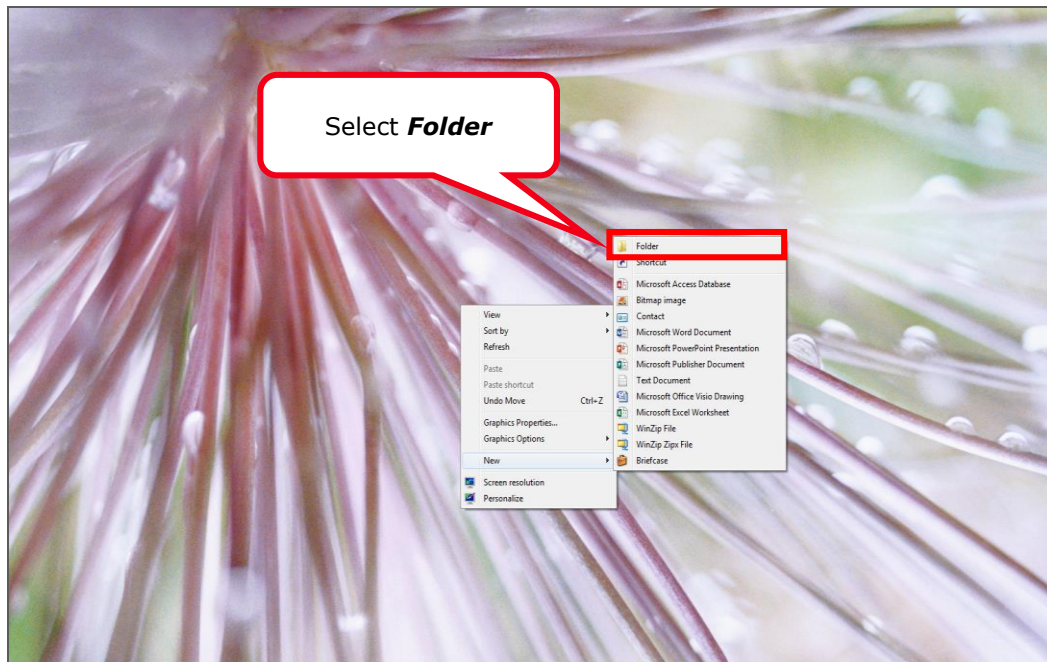 Select Folder
Folder
Shortcut
Microsoft Access Database
Bitmap image
Contact
Microsoft Word Document
Microsoft PowerPoint Presentation
Microsoft Publisher Document
Text Document
Microsoft Office Visio Drawing
Microsoft Excel Worksheet
WinZip File
WinZip Zipx File
Briefcase
View
Sort by
Refresh
Paste
Paste shortcut
Undo Move Ctrl+Z
Graphics Properties...
Graphics Options
New
Screen resolution
Personalize